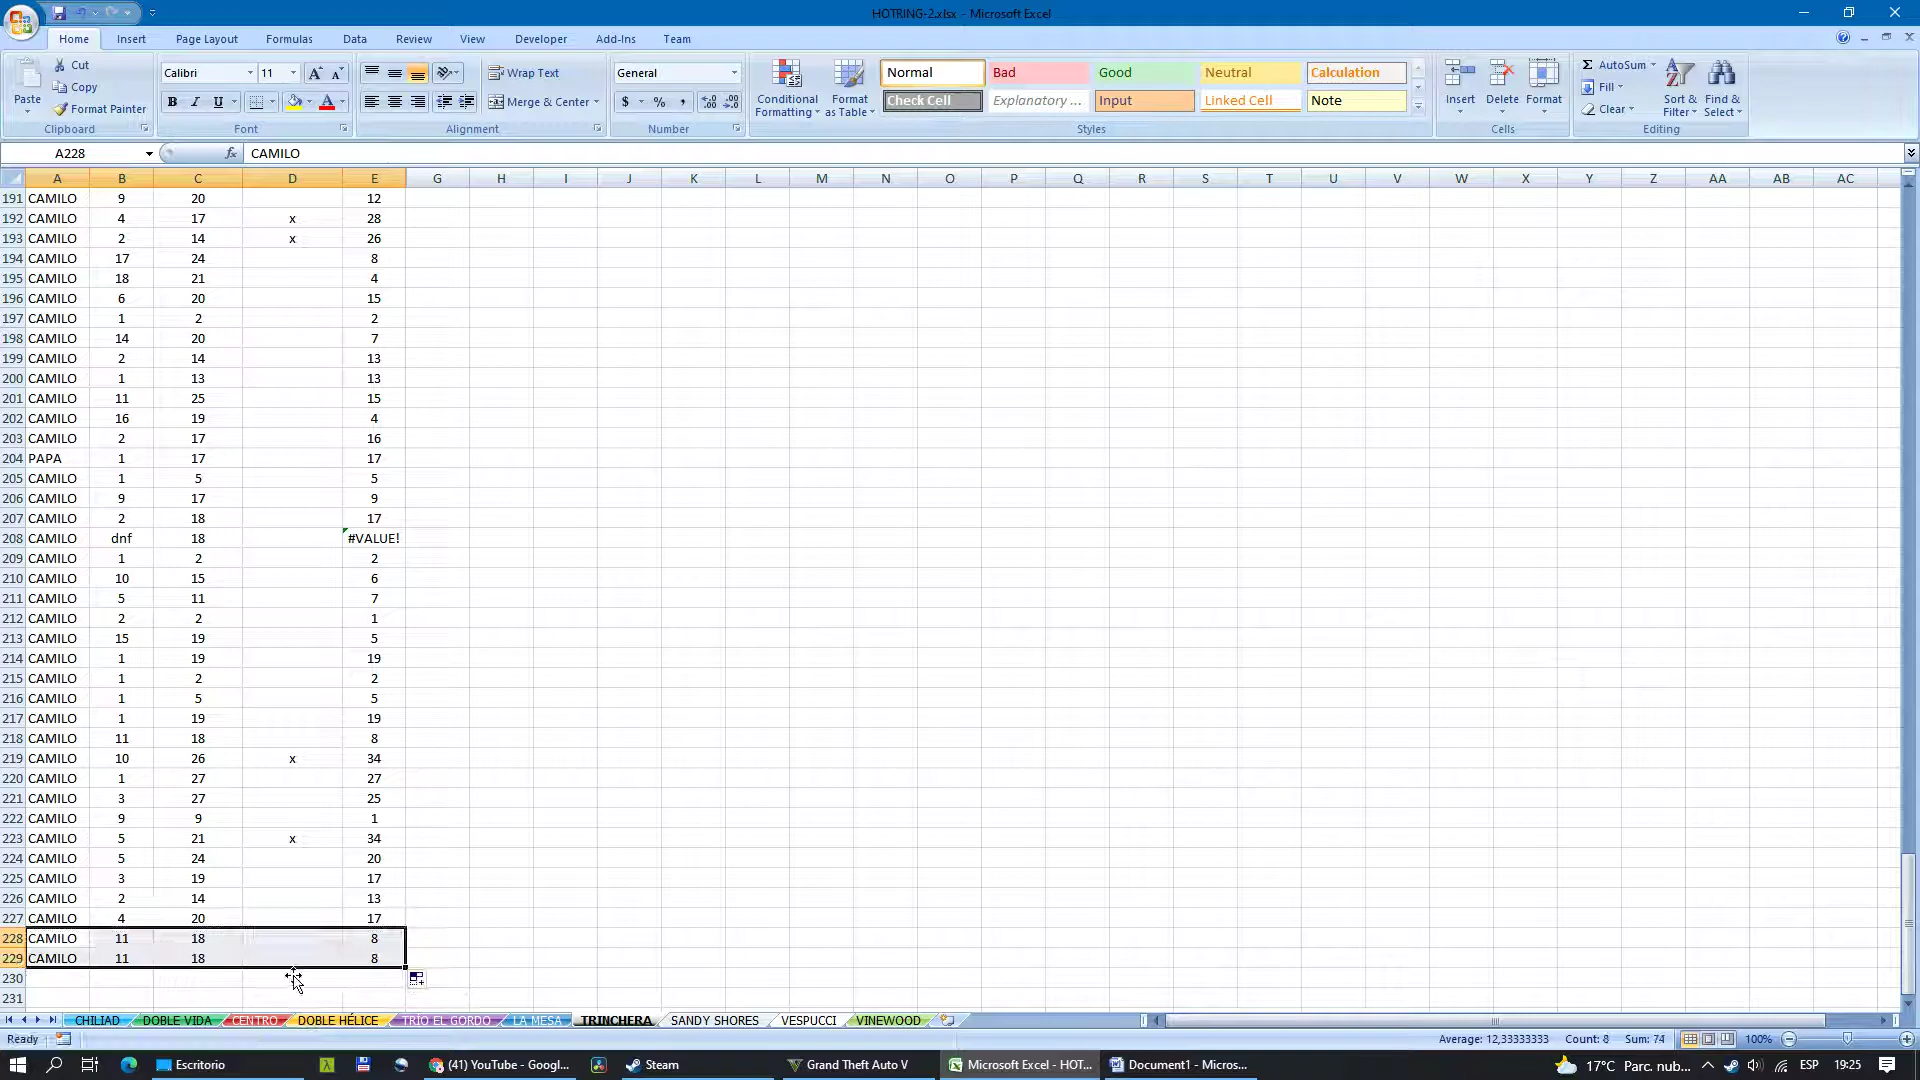 HOTRING-2.xlsx - Microsoft Excel
Home Insert Page Layout Formulas Data Review View Developer Add-Ins Team
Cut Calibri 11 Wrap Text General Normal Bad Good Neutral Calculation AutoSum
Copy Fill
Paste Format Painter Merge & Center Conditional Formatting Format as Table Check Cell Explanatory ... Input Linked Cell Note Insert Delete Format Clear Sort & Filter Find & Select
Clipboard Font Alignment Number Styles Cells Editing
A228 fx CAMILO
A B C D E G H I J K L M N O P Q R S T U V W X Y Z AA AB AC
191 CAMILO 9 20 12
192 CAMILO 4 17 x 28
193 CAMILO 2 14 x 26
194 CAMILO 17 24 8
195 CAMILO 18 21 4
196 CAMILO 6 20 15
197 CAMILO 1 2 2
198 CAMILO 14 20 7
199 CAMILO 2 14 13
200 CAMILO 1 13 13
201 CAMILO 11 25 15
202 CAMILO 16 19 4
203 CAMILO 2 17 16
204 PAPA 1 17 17
205 CAMILO 1 5 5
206 CAMILO 9 17 9
207 CAMILO 2 18 17
208 CAMILO dnf 18 #VALUE!
209 CAMILO 1 2 2
210 CAMILO 10 15 6
211 CAMILO 5 11 7
212 CAMILO 2 2 1
213 CAMILO 15 19 5
214 CAMILO 1 19 19
215 CAMILO 1 2 2
216 CAMILO 1 5 5
217 CAMILO 1 19 19
218 CAMILO 11 18 8
219 CAMILO 10 26 x 34
220 CAMILO 1 27 27
221 CAMILO 3 27 25
222 CAMILO 9 9 1
223 CAMILO 5 21 x 34
224 CAMILO 5 24 20
225 CAMILO 3 19 17
226 CAMILO 2 14 13
227 CAMILO 4 20 17
228 CAMILO 11 18 8
229 CAMILO 11 18 8
230
231
CHILIAD DOBLE VIDA CENTRO DOBLE HÉLICE TRÍO EL GORDO LA MESA TRINCHERA SANDY SHORES VESPUCCI VINEWOOD
Ready Average: 12,33333333 Count: 8 Sum: 74 100%
Escritorio (41) YouTube - Googl... Steam Grand Theft Auto V Microsoft Excel - HOT... Document1 - Micros... 17°C Parc. nub... ESP 19:25